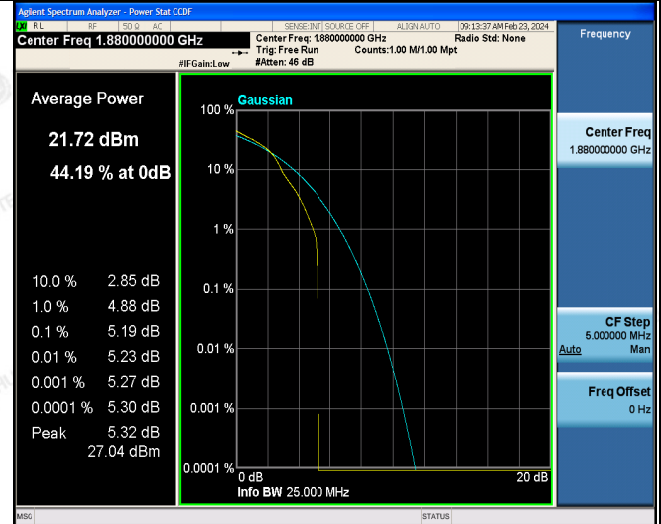 Agilent Spectrum Analyzer - Power Stat CCDF
RL RF 50 Ω AC SENSE:INT SOURCE OFF ALIGN AUTO 09:13:37 AM Feb 23, 2024
Center Freq 1.880000000 GHz
Center Freq: 1.880000000 GHz Radio Std: None
Trig: Free Run Counts:1.00 M/1.00 Mpt
#IFGain:Low #Atten: 46 dB
Frequency
Average Power
21.72 dBm
44.19 % at 0dB
10.0 % 2.85 dB
1.0 % 4.88 dB
0.1 % 5.19 dB
0.01 % 5.23 dB
0.001 % 5.27 dB
0.0001 % 5.30 dB
Peak 5.32 dB
27.04 dBm
Gaussian
100 %
10 %
1 %
0.1 %
0.01 %
0.001 %
0.0001 %
0 dB 20 dB
Info BW 25.000 MHz
Center Freq
1.880000000 GHz
CF Step
5.000000 MHz
Auto Man
Freq Offset
0 Hz
MSG STATUS